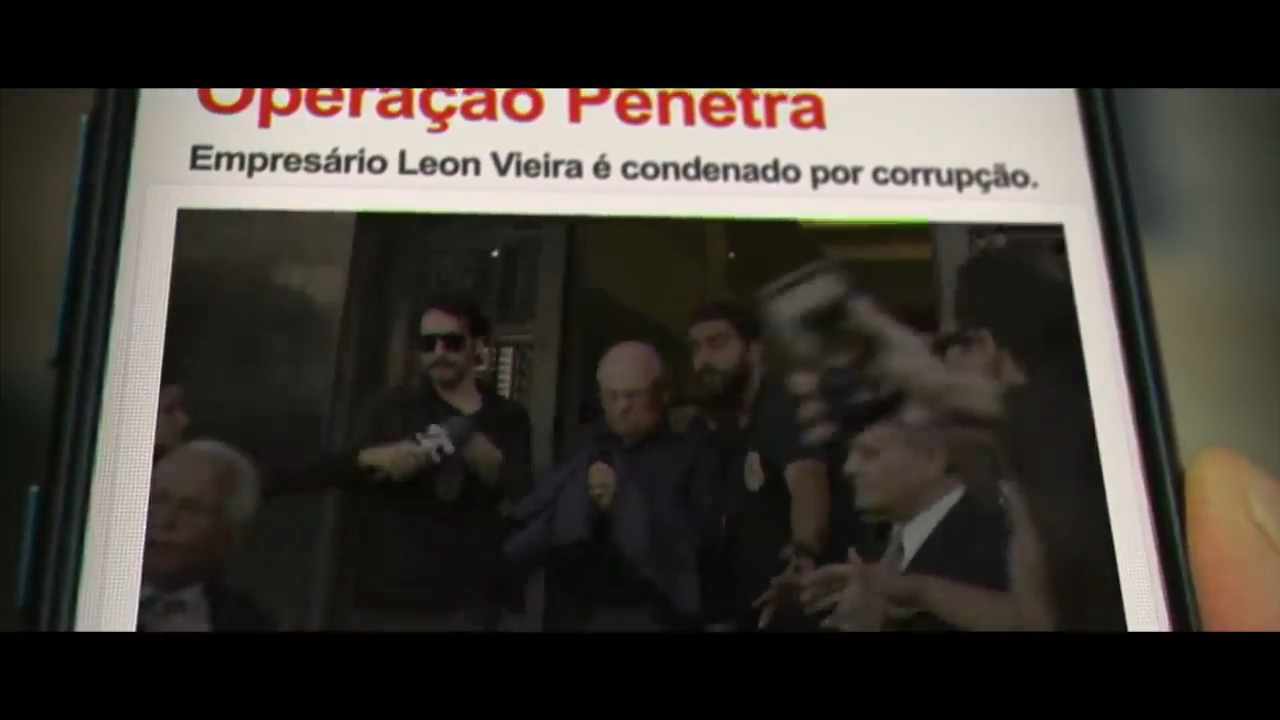 Operação Penetra
Empresário Leon Vieira é condenado por corrupção.